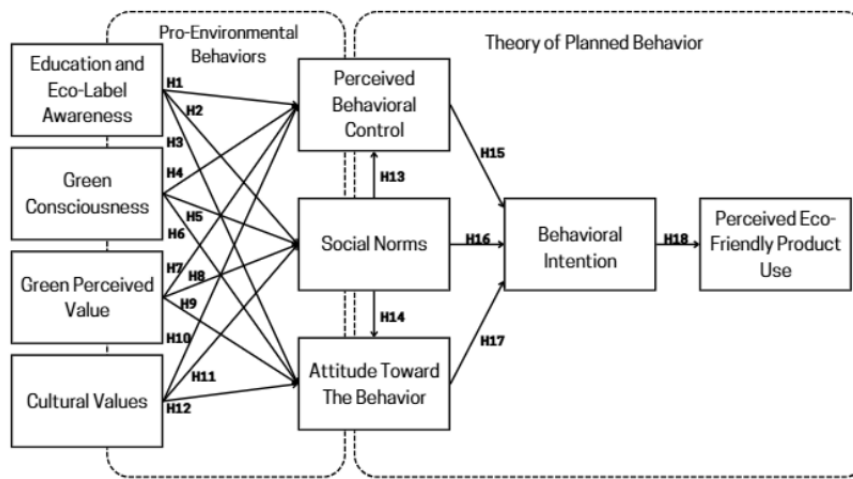 Pro-Environmental
Behaviors
Theory of Planned Behavior
Education and
Eco-Label
Awareness
Green
Consciousness
Green Perceived
Value
Cultural Values
H1
H2
H3
H4
H5
H6
H7
H8
H9
H10
H11
H12
Perceived
Behavioral
Control
H13
Social Norms
H14
Attitude Toward
The Behavior
H15
H16
H17
Behavioral
Intention
H18
Perceived Eco-
Friendly Product
Use